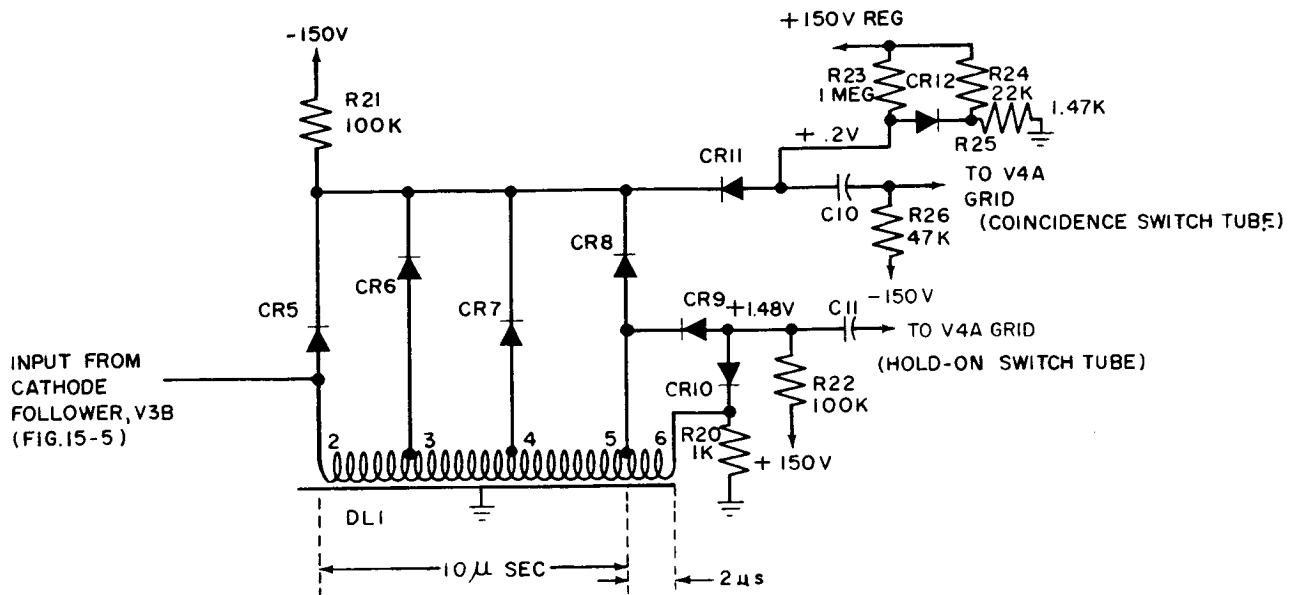 -150V
R21
100K
+150V REG
R23
1 MEG
CR12
R24
22K
1.47K
R25
+ .2V
CR11
TO V4A
GRID
(COINCIDENCE SWITCH TUBE)
C10
R26
47K
-150V
CR5
CR6
CR7
CR8
CR9
+1.48V
C11
TO V4A GRID
(HOLD-ON SWITCH TUBE)
CR10
R22
100K
+150V
R20
1K
INPUT FROM
CATHODE
FOLLOWER, V3B
(FIG.15-5)
2 3 4 5 6
DL1
10 μ SEC
2 μs